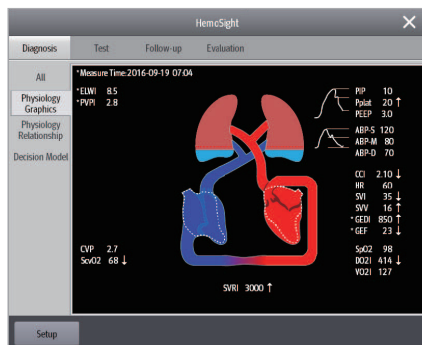 HemoSight
Diagnosis Test Follow-up Evaluation
All
Physiology
Graphics
Physiology
Relationship
Decision Model
*Measure Time:2016-09-19 07:04
*ELWI 8.5
*PVPI 2.8
PIP 10
Pplat 20 ↑
PEEP 3.0
ABP-S 120
ABP-M 80
ABP-D 70
CCI 2.10 ↓
HR 60
SVI 35 ↓
SVV 16 ↑
*GEDI 850 ↑
*GEF 23 ↓
CVP 2.7
ScvO2 68 ↓
SpO2 98
DO2I 414 ↓
VO2I 127
SVRI 3000 ↑
Setup